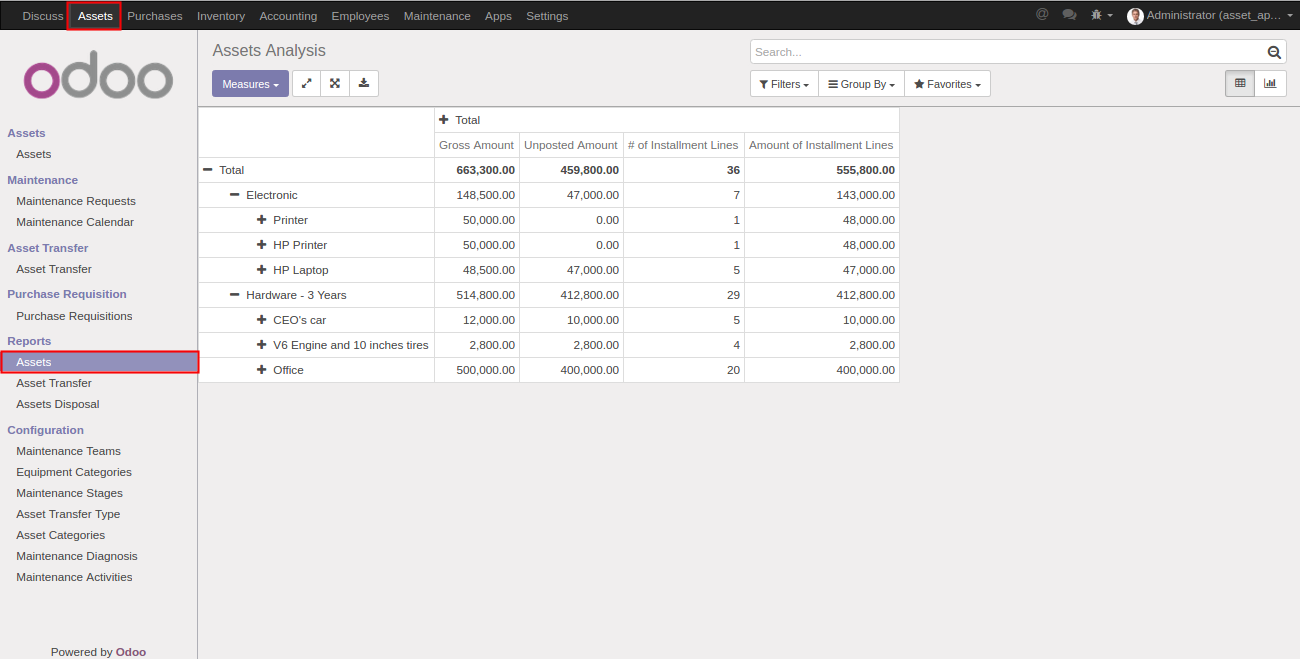 Discuss Assets Purchases Inventory Accounting Employees Maintenance Apps Settings @ Administrator (asset_ap...
odoo
Assets
Assets
Maintenance
Maintenance Requests
Maintenance Calendar
Asset Transfer
Asset Transfer
Purchase Requisition
Purchase Requisitions
Reports
Assets
Asset Transfer
Assets Disposal
Configuration
Maintenance Teams
Equipment Categories
Maintenance Stages
Asset Transfer Type
Asset Categories
Maintenance Diagnosis
Maintenance Activities
Powered by Odoo
Assets Analysis
Search...
Measures
Filters Group By Favorites
Total
Gross Amount Unposted Amount # of Installment Lines Amount of Installment Lines
Total 663,300.00 459,800.00 36 555,800.00
Electronic 148,500.00 47,000.00 7 143,000.00
Printer 50,000.00 0.00 1 48,000.00
HP Printer 50,000.00 0.00 1 48,000.00
HP Laptop 48,500.00 47,000.00 5 47,000.00
Hardware - 3 Years 514,800.00 412,800.00 29 412,800.00
CEO's car 12,000.00 10,000.00 5 10,000.00
V6 Engine and 10 inches tires 2,800.00 2,800.00 4 2,800.00
Office 500,000.00 400,000.00 20 400,000.00